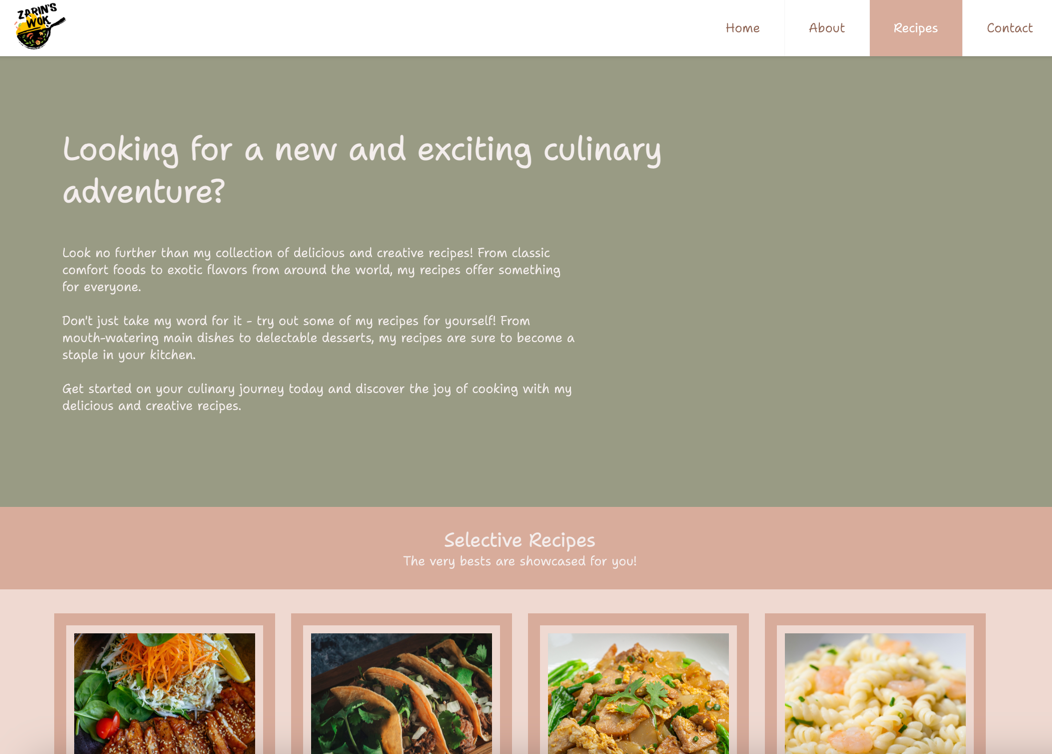 ZARIN'S
WOK
Home
About
Recipes
Contact
Looking for a new and exciting culinary
adventure?
Look no further than my collection of delicious and creative recipes! From classic
comfort foods to exotic flavors from around the world, my recipes offer something
for everyone.
Don't just take my word for it - try out some of my recipes for yourself! From
mouth-watering main dishes to delectable desserts, my recipes are sure to become a
staple in your kitchen.
Get started on your culinary journey today and discover the joy of cooking with my
delicious and creative recipes.
Selective Recipes
The very bests are showcased for you!